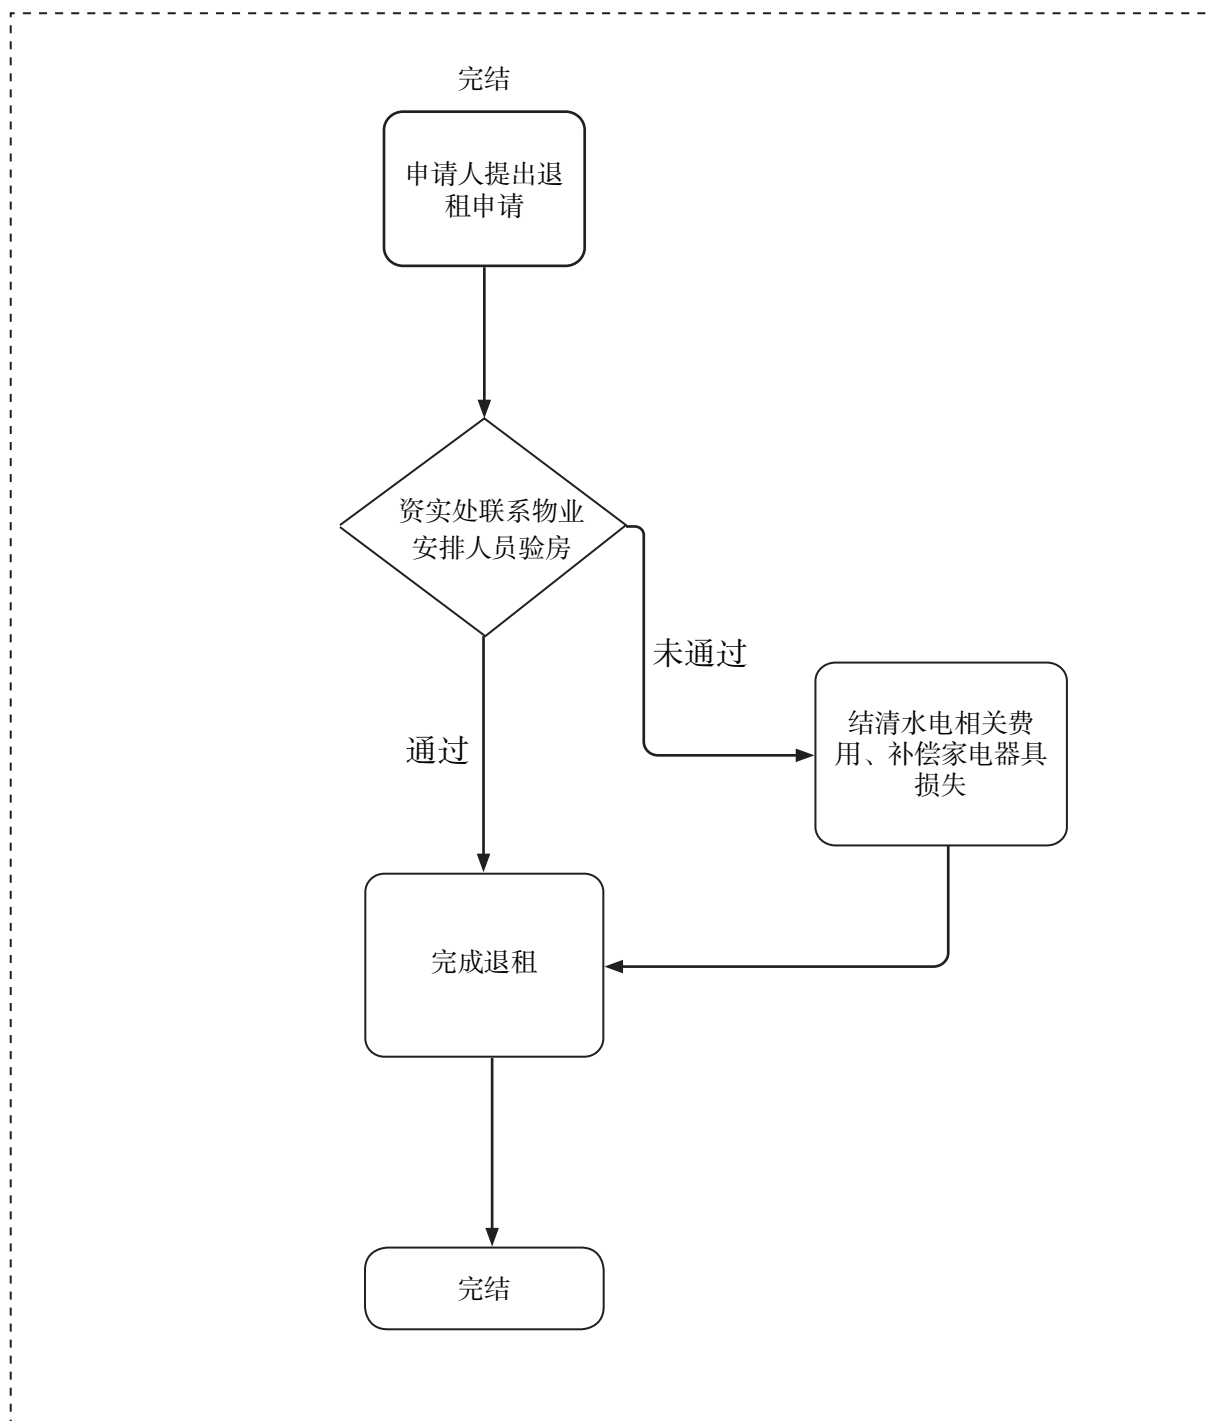 完结
申请人提出退
租申请
资实处联系物业
安排人员验房
未通过
通过
结清水电相关费
用、补偿家电器具
损失
完成退租
完结